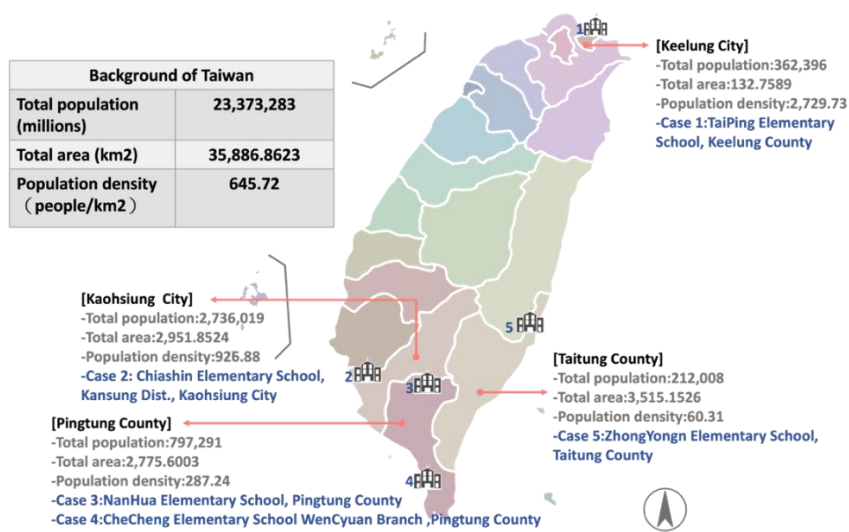 Background of Taiwan
Total population (millions)
23,373,283
Total area (km2)
35,886.8623
Population density (people/km2)
645.72
1
[Keelung City]
-Total population:362,396
-Total area:132.7589
-Population density:2,729.73
-Case 1:TaiPing Elementary
School, Keelung County
[Kaohsiung City]
-Total population:2,736,019
-Total area:2,951.8524
-Population density:926.88
-Case 2: Chiashin Elementary School,
Kansung Dist., Kaohsiung City
2
3
5
[Taitung County]
-Total population:212,008
-Total area:3,515.1526
-Population density:60.31
-Case 5:ZhongYongn Elementary School,
Taitung County
[Pingtung County]
-Total population:797,291
-Total area:2,775.6003
-Population density:287.24
-Case 3:NanHua Elementary School, Pingtung County
-Case 4:CheCheng Elementary School WenCyuan Branch ,Pingtung County
4